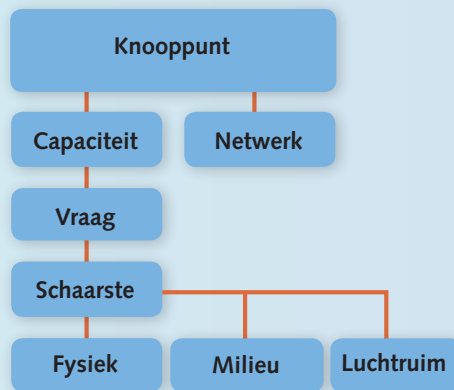 Knooppunt
Capaciteit
Netwerk
Vraag
Schaarste
Fysiek
Milieu
Luchtruim